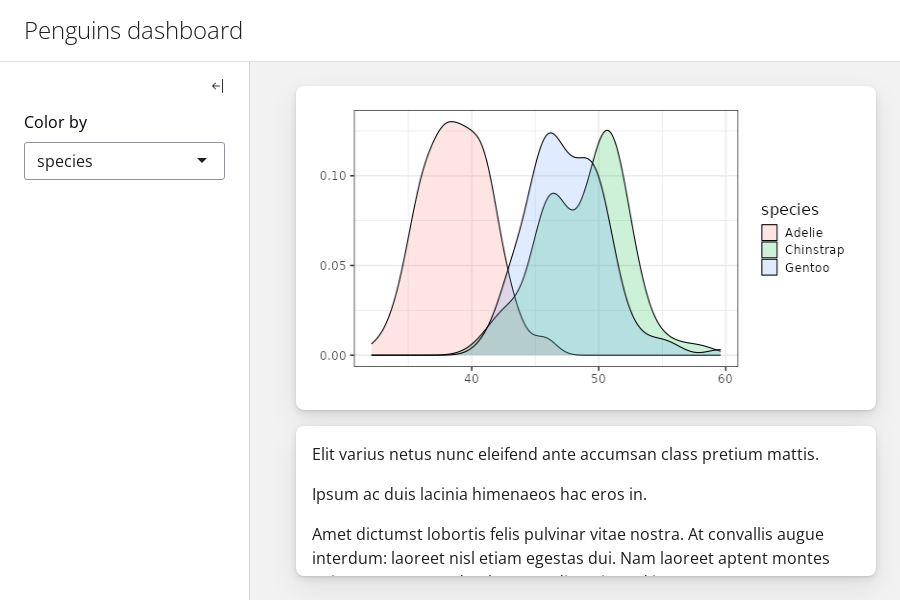 Penguins dashboard
Color by
species
0.10
0.05
0.00
40
50
60
species
Adelie
Chinstrap
Gentoo
Elit varius netus nunc eleifend ante accumsan class pretium mattis.
Ipsum ac duis lacinia himenaeos hac eros in.
Amet dictumst lobortis felis pulvinar vitae nostra. At convallis augue
interdum: laoreet nisl etiam egestas dui. Nam laoreet aptent montes